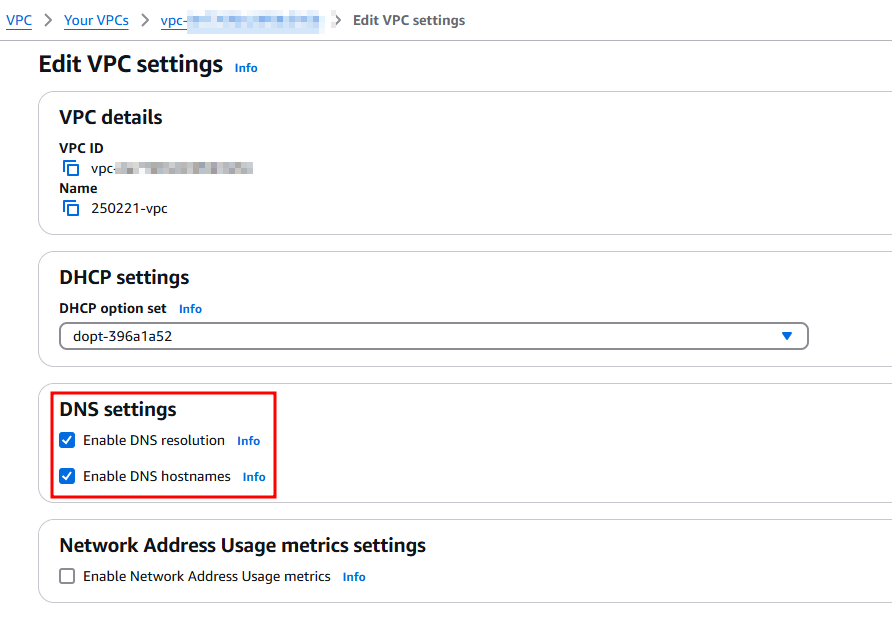 VPC > Your VPCs > vpc- > Edit VPC settings
Edit VPC settings Info
VPC details
VPC ID
vpc-
Name
250221-vpc
DHCP settings
DHCP option set Info
dopt-396a1a52
DNS settings
Enable DNS resolution Info
Enable DNS hostnames Info
Network Address Usage metrics settings
Enable Network Address Usage metrics Info